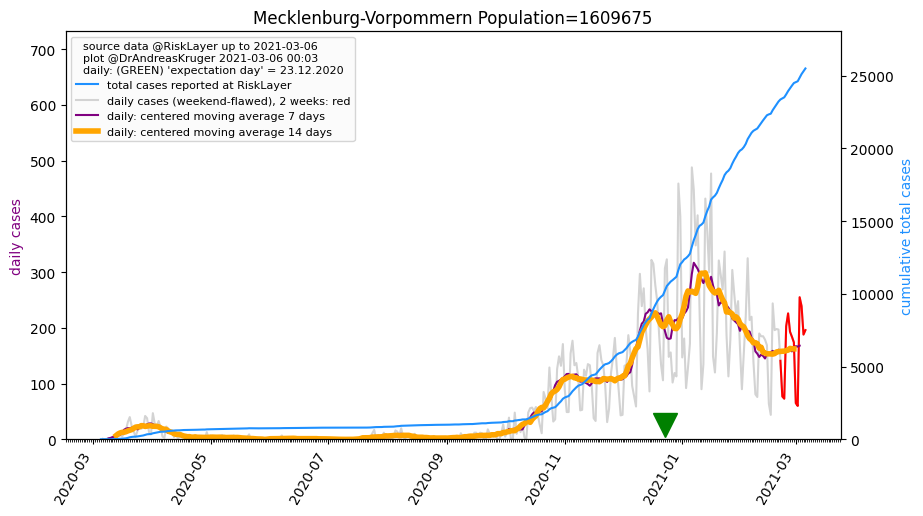 Mecklenburg-Vorpommern Population=1609675
source data @RiskLayer up to 2021-03-06
plot @DrAndreasKruger 2021-03-06 00:03
daily: (GREEN) 'expectation day' = 23.12.2020
total cases reported at RiskLayer
daily cases (weekend-flawed), 2 weeks: red
daily: centered moving average 7 days
daily: centered moving average 14 days
daily cases
700
600
500
400
300
200
100
0
cumulative total cases
25000
20000
15000
10000
5000
0
2020-03
2020-05
2020-07
2020-09
2020-11
2021-01
2021-03